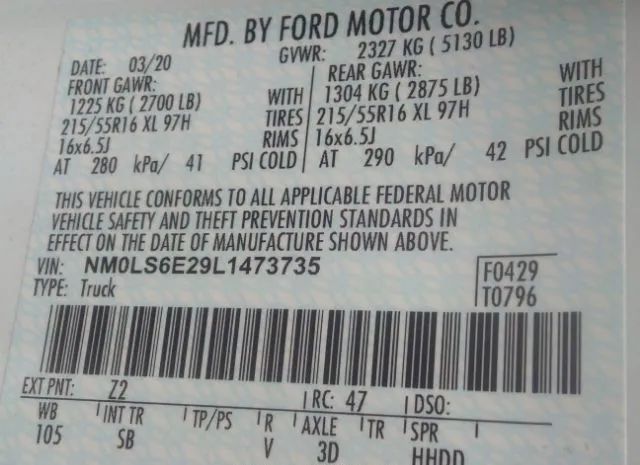 MFD. BY FORD MOTOR CO.
DATE: 03/20 GVWR: 2327 KG ( 5130 LB)
FRONT GAWR: REAR GAWR:
1225 KG ( 2700 LB) WITH 1304 KG ( 2875 LB) WITH
215/55R16 XL 97H TIRES 215/55R16 XL 97H TIRES
16x6.5J RIMS 16x6.5J RIMS
AT 280 kPa/ 41 PSI COLD AT 290 kPa/ 42 PSI COLD
THIS VEHICLE CONFORMS TO ALL APPLICABLE FEDERAL MOTOR
VEHICLE SAFETY AND THEFT PREVENTION STANDARDS IN
EFFECT ON THE DATE OF MANUFACTURE SHOWN ABOVE.
VIN: NM0LS6E29L1473735 F0429
TYPE: Truck T0796
EXT PNT: Z2 RC: 47 DSO:
WB INT TR TP/PS R AXLE TR SPR
105 SB V 3D HHDD